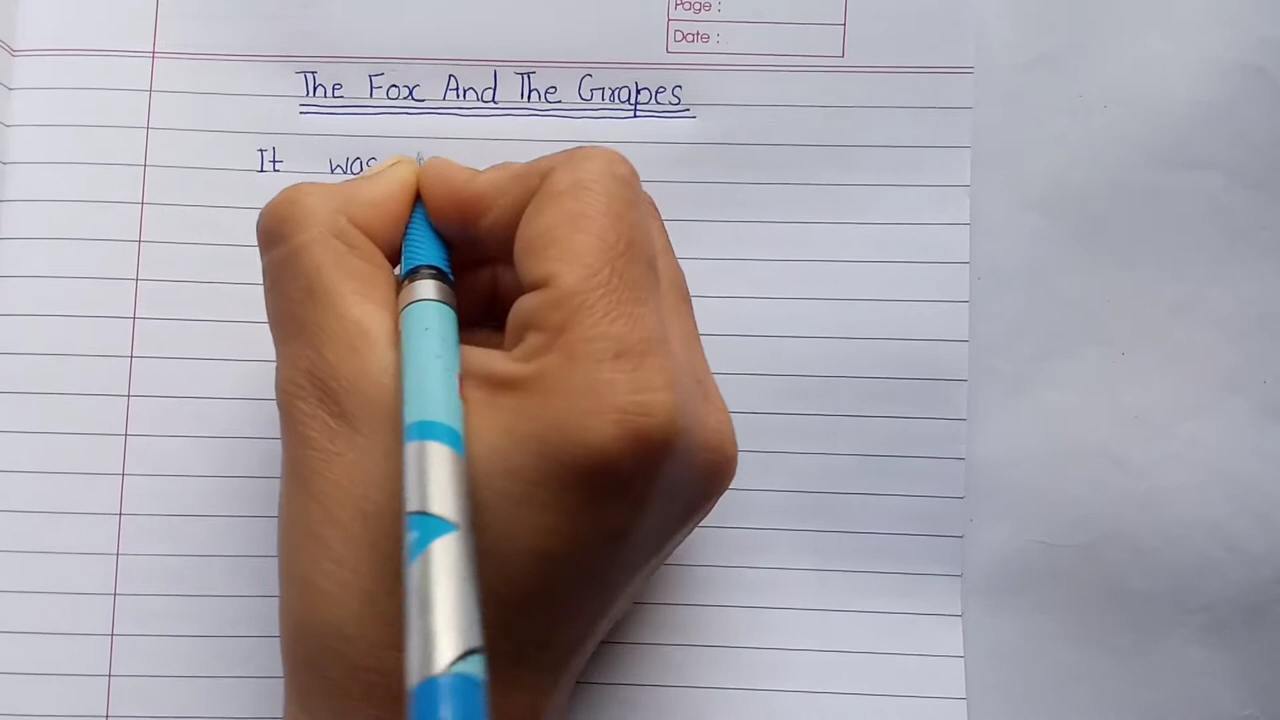 Page :
Date :
The Fox And The Grapes
It was